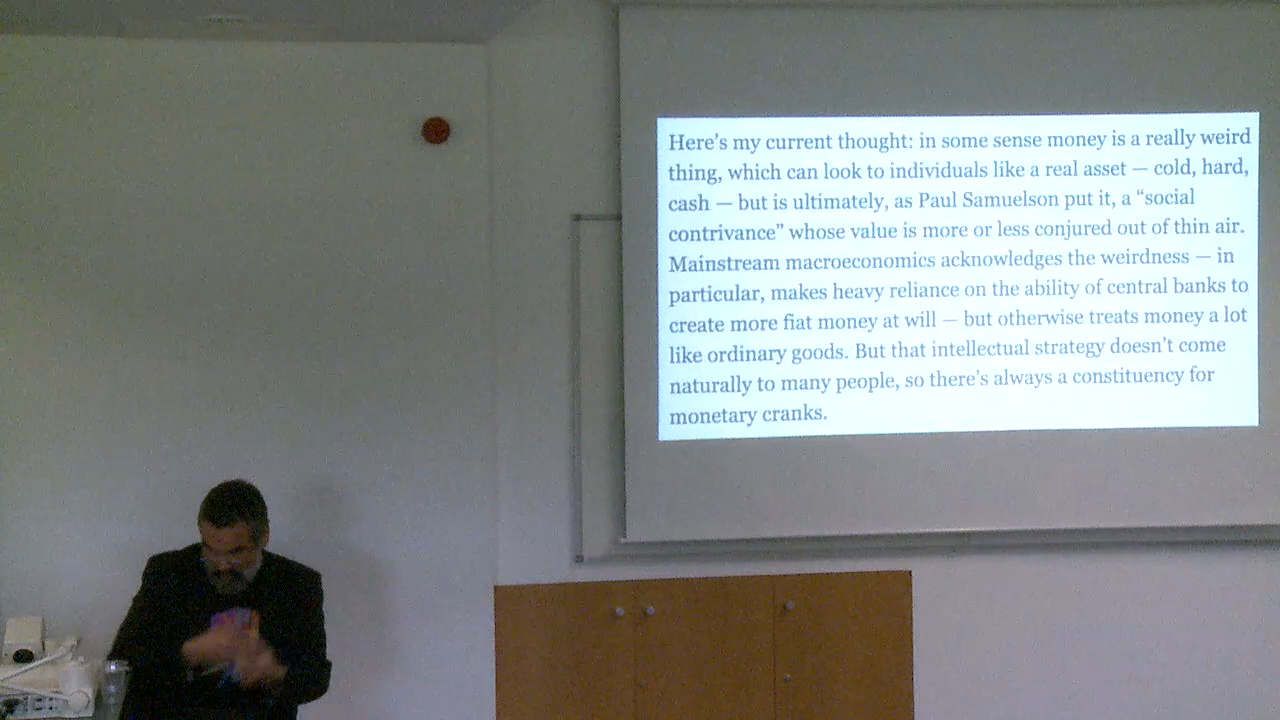 Here's my current thought: in some sense money is a really weird
thing, which can look to individuals like a real asset — cold, hard,
cash — but is ultimately, as Paul Samuelson put it, a “social
contrivance” whose value is more or less conjured out of thin air.
Mainstream macroeconomics acknowledges the weirdness — in
particular, makes heavy reliance on the ability of central banks to
create more fiat money at will — but otherwise treats money a lot
like ordinary goods. But that intellectual strategy doesn't come
naturally to many people, so there's always a constituency for
monetary cranks.